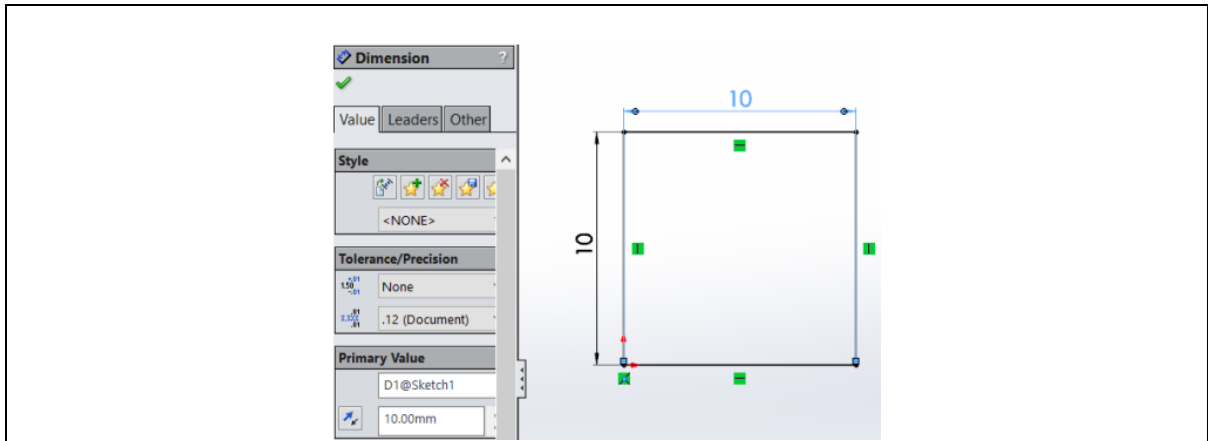 Dimension ?
Value Leaders Other
Style
<NONE>
Tolerance/Precision
None
.12 (Document)
Primary Value
D1@Sketch1
10.00mm
10
10